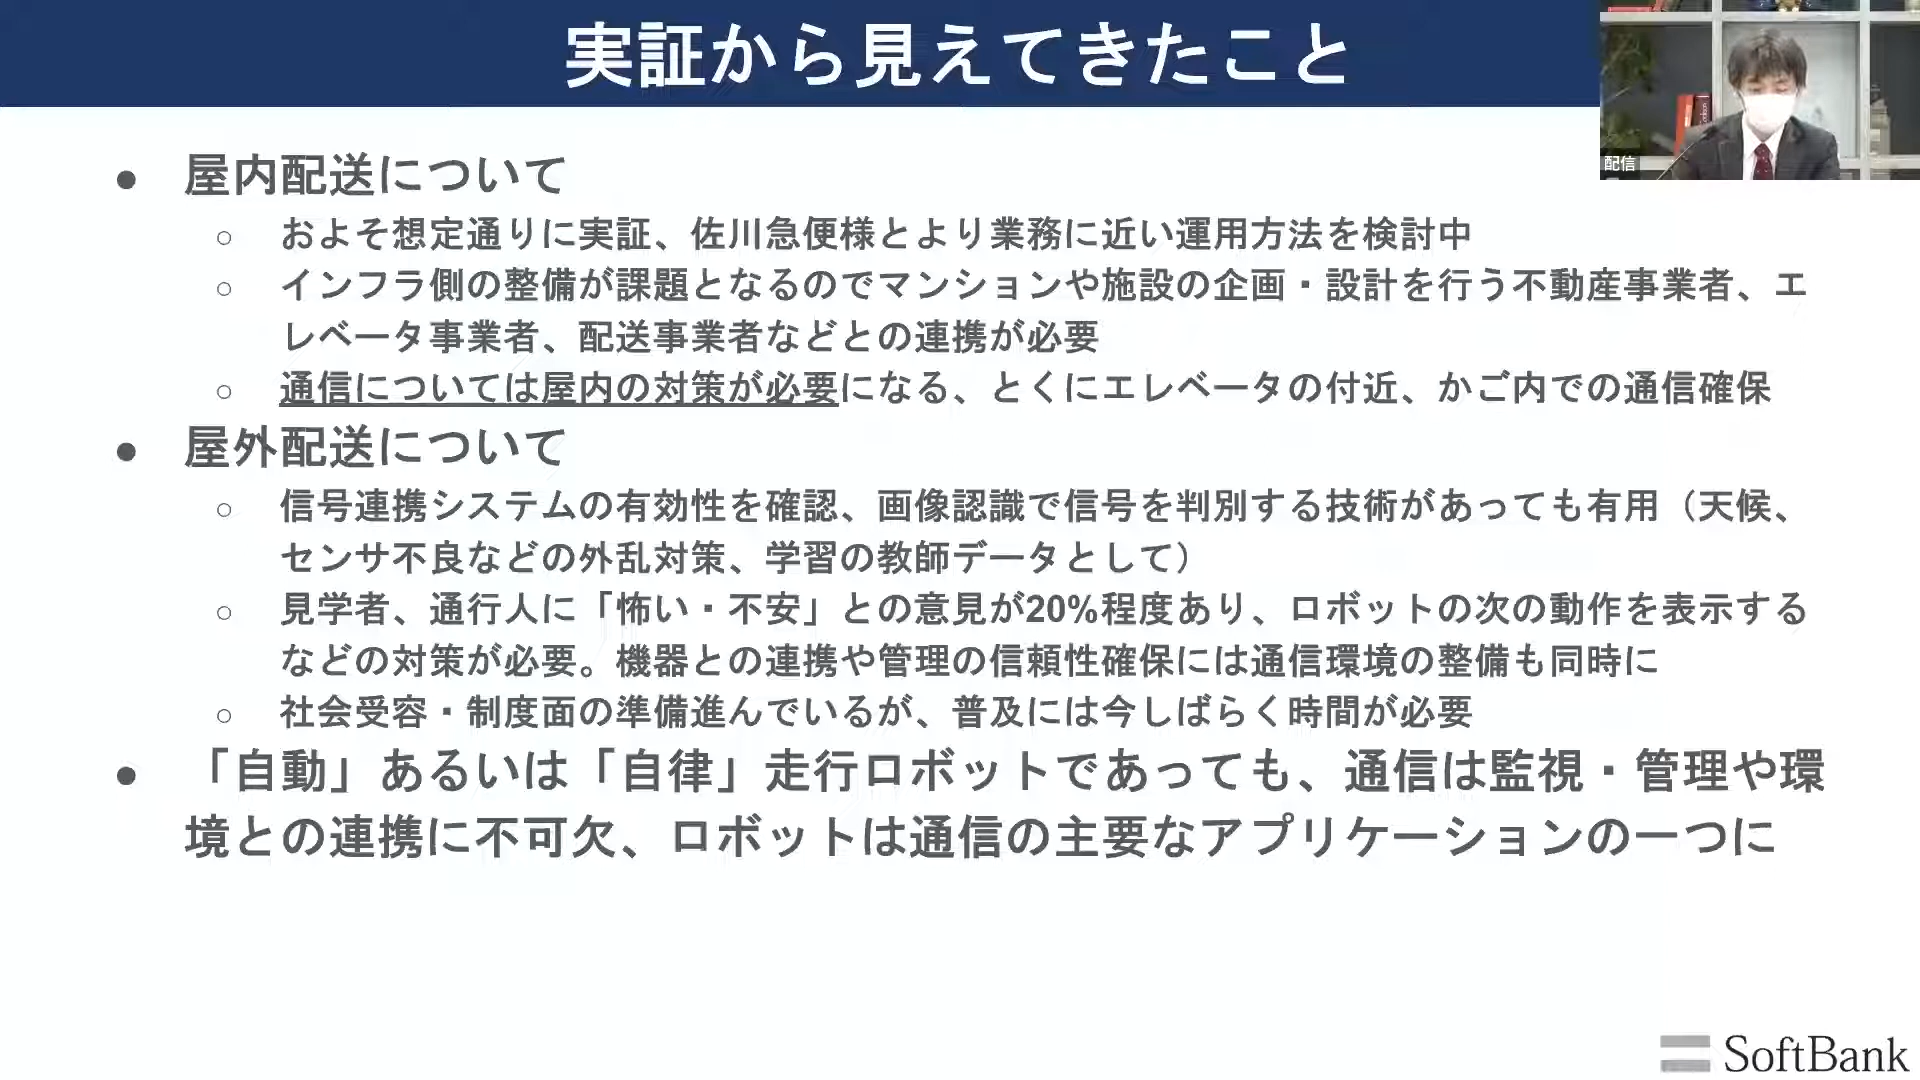 実証から見えてきたこと
配信
● 屋内配送について
○ およそ想定通りに実証、佐川急便様とより業務に近い運用方法を検討中
○ インフラ側の整備が課題となるのでマンションや施設の企画・設計を行う不動産事業者、エ
レベータ事業者、配送事業者などとの連携が必要
○ 通信については屋内の対策が必要になる、とくにエレベータの付近、かご内での通信確保
● 屋外配送について
○ 信号連携システムの有効性を確認、画像認識で信号を判別する技術があっても有用（天候、
センサ不良などの外乱対策、学習の教師データとして）
○ 見学者、通行人に「怖い・不安」との意見が20%程度あり、ロボットの次の動作を表示する
などの対策が必要。機器との連携や管理の信頼性確保には通信環境の整備も同時に
○ 社会受容・制度面の準備進んでいるが、普及には今しばらく時間が必要
● 「自動」あるいは「自律」走行ロボットであっても、通信は監視・管理や環
境との連携に不可欠、ロボットは通信の主要なアプリケーションの一つに
SoftBank